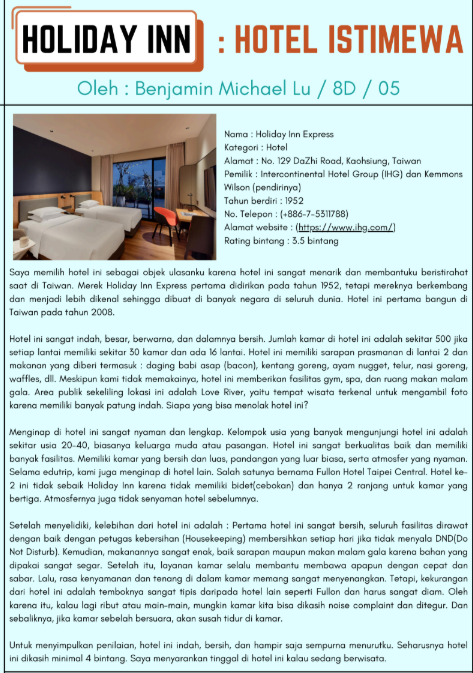 HOLIDAY INN : HOTEL ISTIMEWA
Oleh : Benjamin Michael Lu / 8D / 05
Nama : Holiday Inn Express
Kategori : Hotel
Alamat : No. 129 DaZhi Road, Kaohsiung, Taiwan
Pemilik : Intercontinental Hotel Group (IHG) dan Kemmons
Wilson (pendirinya)
Tahun berdiri : 1952
No. Telepon : (+886-7-5311788)
Alamat website : (https://www.ihg.com/)
Rating bintang : 3.5 bintang
Saya memilih hotel ini sebagai objek ulasanku karena hotel ini sangat menarik dan membantuku beristirahat
saat di Taiwan. Merek Holiday Inn Express pertama didirikan pada tahun 1952, tetapi mereknya berkembang
dan menjadi lebih dikenal sehingga dibuat di banyak negara di seluruh dunia. Hotel ini pertama bangun di
Taiwan pada tahun 2008.
Hotel ini sangat indah, besar, berwarna, dan dalamnya bersih. Jumlah kamar di hotel ini adalah sekitar 500 jika
setiap lantai memiliki sekitar 30 kamar dan ada 16 lantai. Hotel ini memiliki sarapan prasmanan di lantai 2 dan
makanan yang diberi termasuk : daging babi asap (bacon), kentang goreng, ayam nugget, telur, nasi goreng,
waffles, dll. Meskipun kami tidak memakainya, hotel ini memberikan fasilitas gym, spa, dan ruang makan malam
gala. Area publik sekeliling lokasi ini adalah Love River, yaitu tempat wisata terkenal untuk mengambil foto
karena memiliki banyak patung indah. Siapa yang bisa menolak hotel ini?
Menginap di hotel ini sangat nyaman dan lengkap. Kelompok usia yang banyak mengunjungi hotel ini adalah
sekitar usia 20-40, biasanya keluarga muda atau pasangan. Hotel ini sangat berkualitas baik dan memiliki
banyak fasilitas. Memiliki kamar yang bersih dan luas, pandangan yang luar biasa, serta atmosfer yang nyaman.
Selama edutrip, kami juga menginap di hotel lain. Salah satunya bernama Fullon Hotel Taipei Central. Hotel ke-
2 ini tidak sebaik Holiday Inn karena tidak memiliki bidet(cebokan) dan hanya 2 ranjang untuk kamar yang
bertiga. Atmosfernya juga tidak senyaman hotel sebelumnya.
Setelah menyelidiki, kelebihan dari hotel ini adalah : Pertama hotel ini sangat bersih, seluruh fasilitas dirawat
dengan baik dengan petugas kebersihan (Housekeeping) membersihkan setiap hari jika tidak menyala DND(Do
Not Disturb). Kemudian, makanannya sangat enak, baik sarapan maupun makan malam gala karena bahan yang
dipakai sangat segar. Setelah itu, layanan kamar selalu membantu membawa apapun dengan cepat dan
sabar. Lalu, rasa kenyamanan dan tenang di dalam kamar memang sangat menyenangkan. Tetapi, kekurangan
dari hotel ini adalah temboknya sangat tipis daripada hotel lain seperti Fullon dan harus sangat diam. Oleh
karena itu, kalau lagi ribut atau main-main, mungkin kamar kita bisa dikasih noise complaint dan ditegur. Dan
sebaliknya, jika kamar sebelah bersuara, akan susah tidur di kamar.
Untuk menyimpulkan penilaian, hotel ini indah, bersih, dan hampir saja sempurna menurutku. Seharusnya hotel
ini dikasih minimal 4 bintang. Saya menyarankan tinggal di hotel ini kalau sedang berwisata.